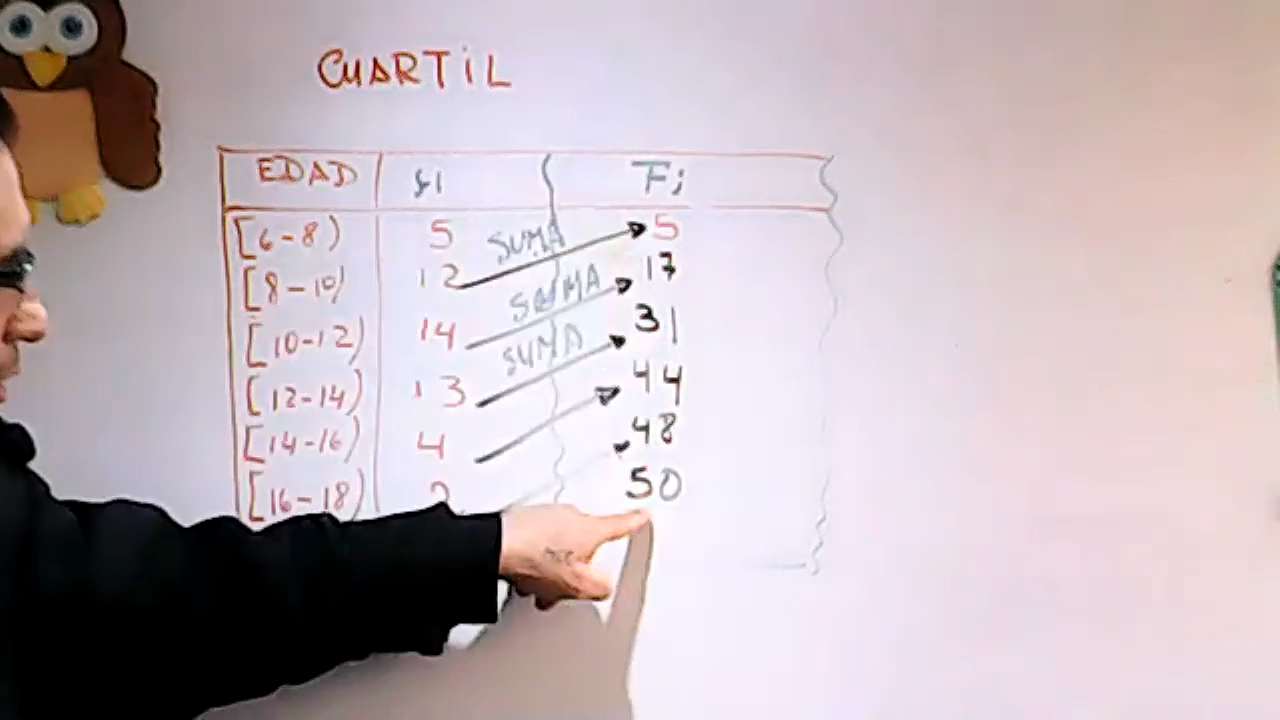 CUARTIL
EDAD fi Fi
[6-8) 5 SUMA 5
[8-10) 12 SUMA 17
[10-12) 14 SUMA 31
[12-14) 13 44
[14-16) 4 48
[16-18) 2 50